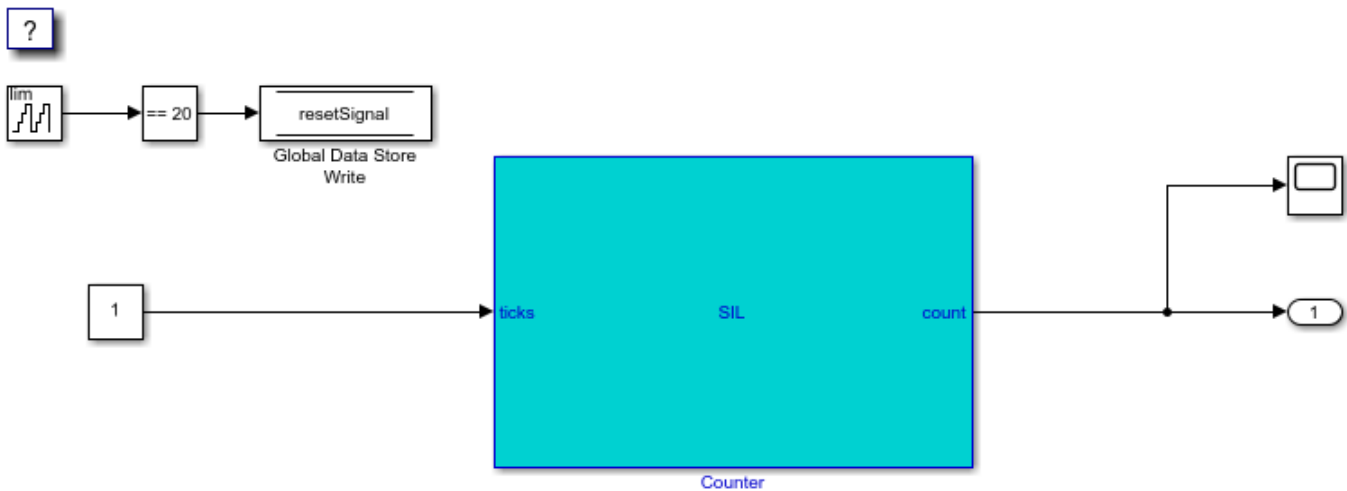 ?
lim
== 20
resetSignal
Global Data Store
Write
1
ticks
SIL
count
1
Counter